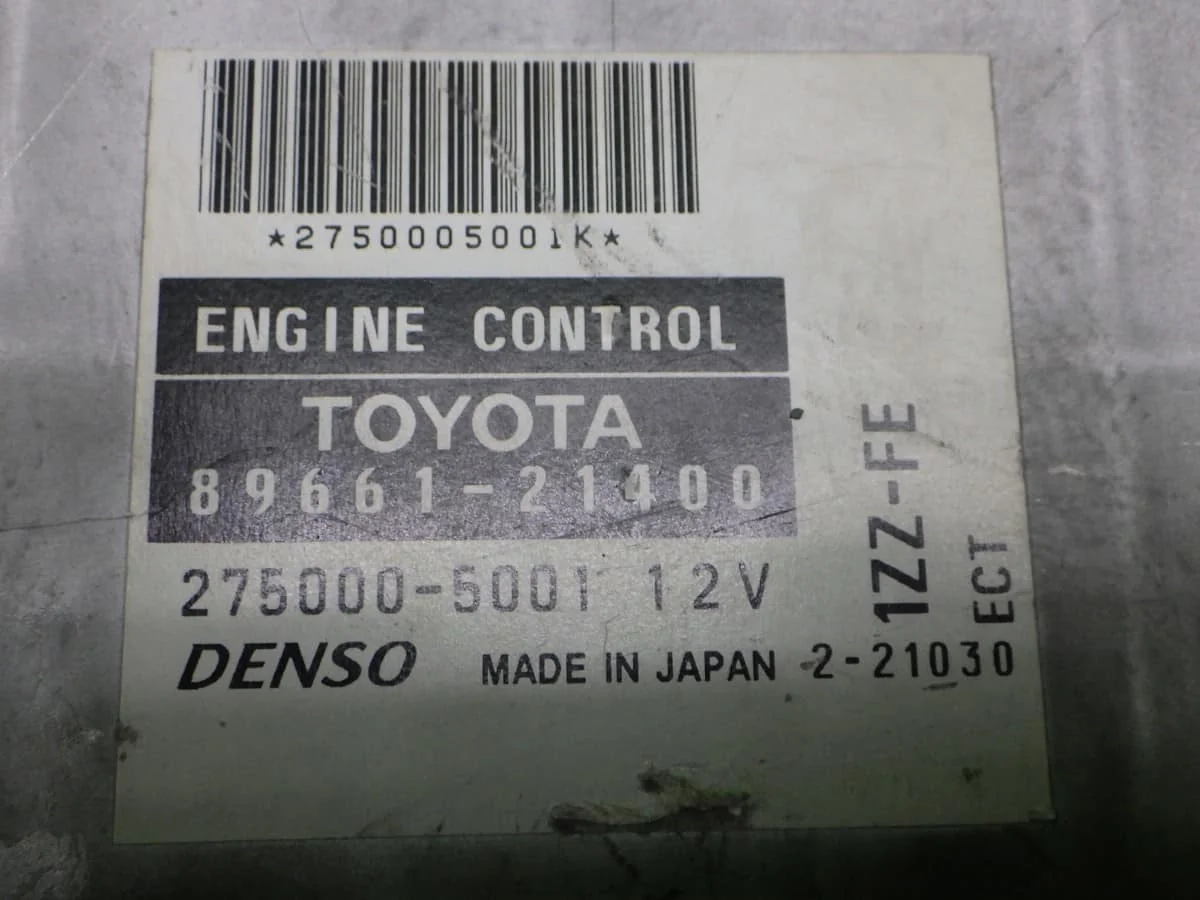 *2750005001K*
ENGINE CONTROL
TOYOTA
89661-21400
275000-5001 12V
DENSO MADE IN JAPAN 2-21030
1ZZ-FE
ECT